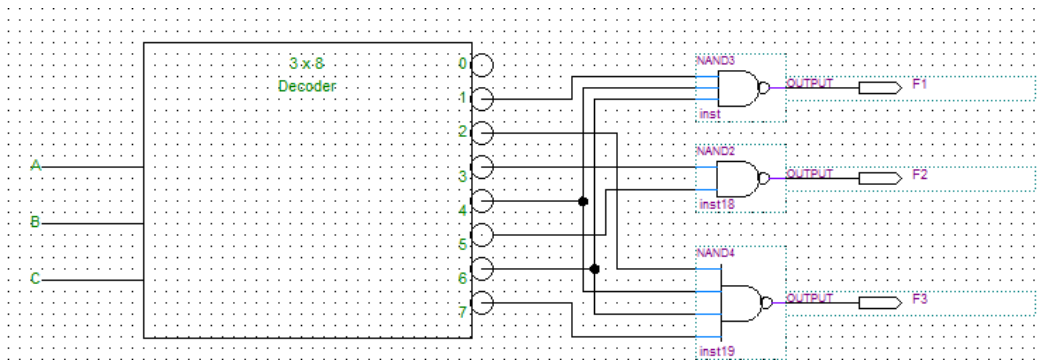 3 x 8
Decoder
0
1
2
3
4
5
6
7
A
B
C
NAND3
inst
OUTPUT
F1
NAND2
inst18
OUTPUT
F2
NAND4
inst19
OUTPUT
F3